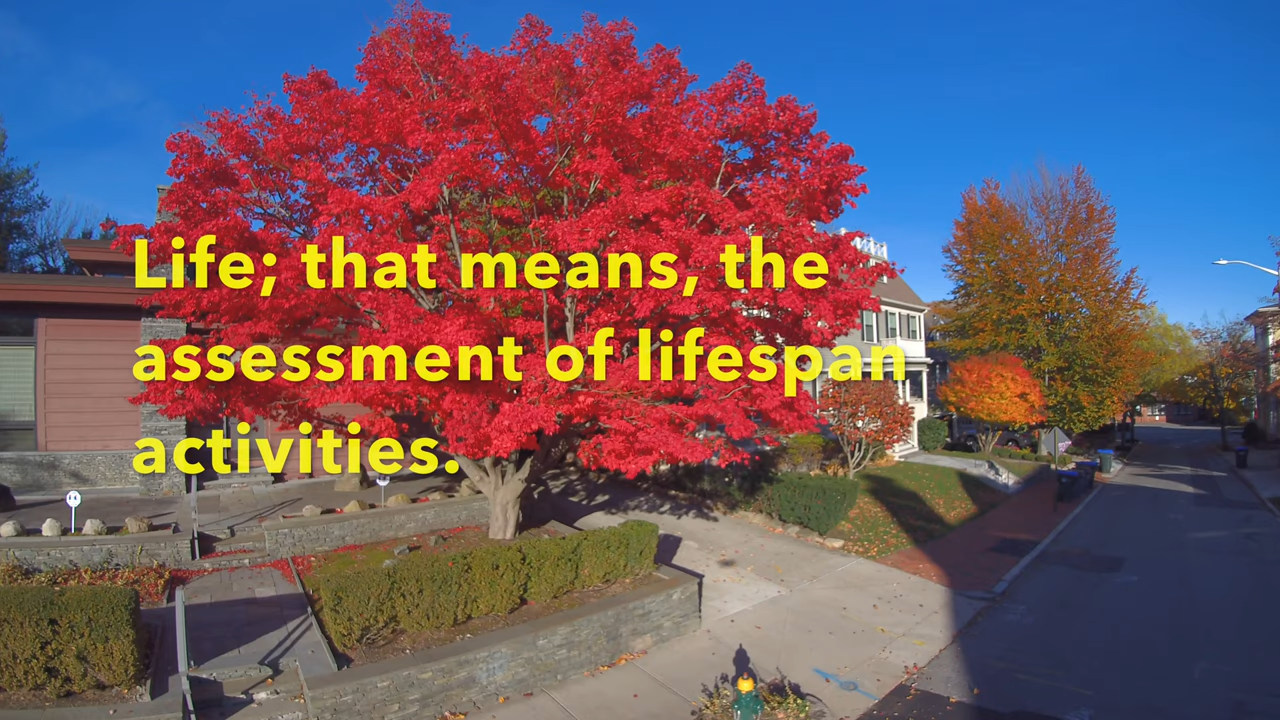 Life; that means, the
assessment of lifespan
activities.